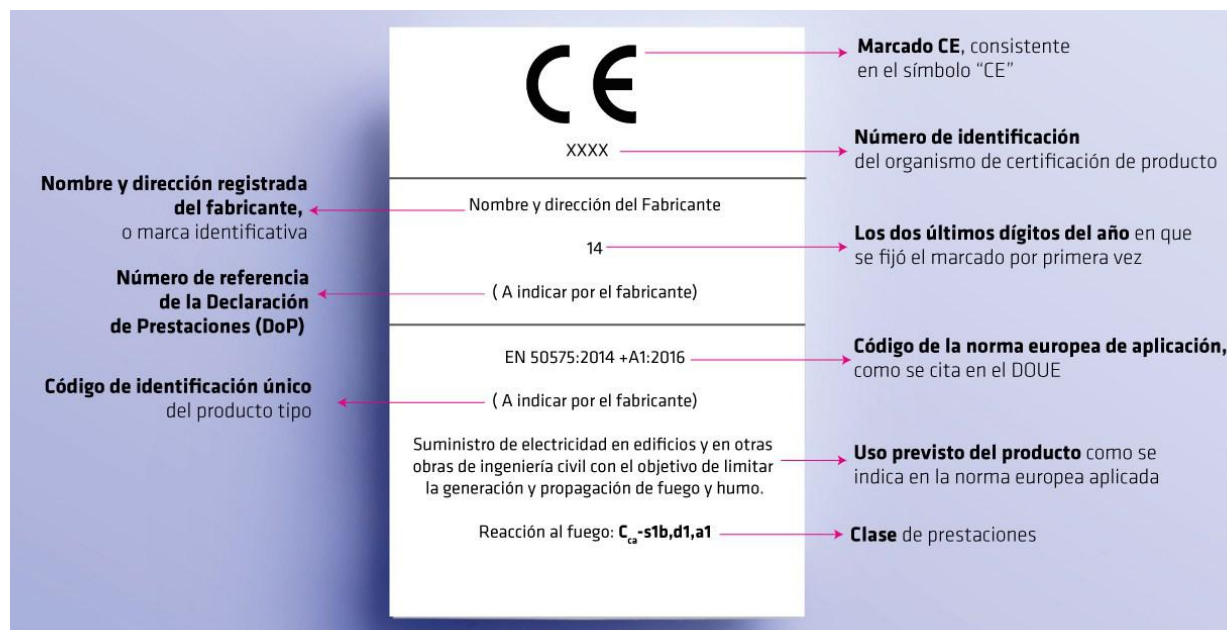 CE
XXXX
Nombre y dirección del Fabricante
14
( A indicar por el fabricante)
EN 50575:2014 +A1:2016
( A indicar por el fabricante)
Suministro de electricidad en edificios y en otras
obras de ingeniería civil con el objetivo de limitar
la generación y propagación de fuego y humo.
Reacción al fuego: Cca-s1b,d1,a1
Nombre y dirección registrada
del fabricante,
o marca identificativa
Número de referencia
de la Declaración
de Prestaciones (DoP)
Código de identificación único
del producto tipo
Marcado CE, consistente
en el símbolo “CE”
Número de identificación
del organismo de certificación de producto
Los dos últimos dígitos del año en que
se fijó el marcado por primera vez
Código de la norma europea de aplicación,
como se cita en el DOUE
Uso previsto del producto como se
indica en la norma europea aplicada
Clase de prestaciones